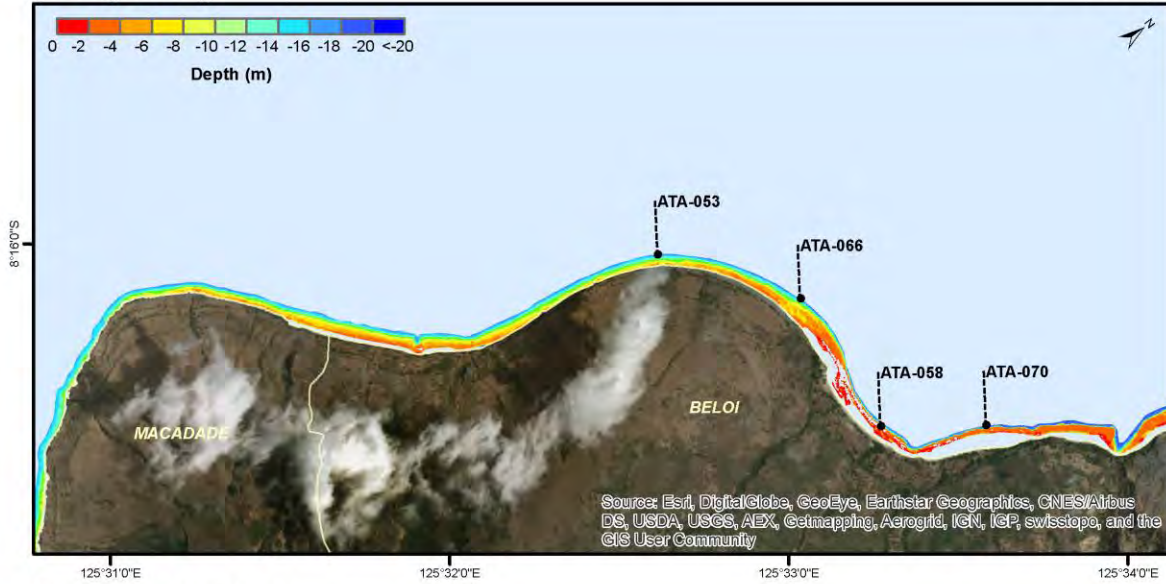 0 -2 -4 -6 -8 -10 -12 -14 -16 -18 -20 <-20
Depth (m)
N
ATA-053
8°16'0"S
ATA-066
ATA-058
ATA-070
BELOI
MACADADE
Source: Esri, DigitalGlobe, GeoEye, Earthstar Geographics, CNES/Airbus
DS, USDA, USGS, AEX, Getmapping, Aerogrid, IGN, IGP, swisstopo, and the
GIS User Community
125°31'0"E 125°32'0"E 125°33'0"E 125°34'0"E